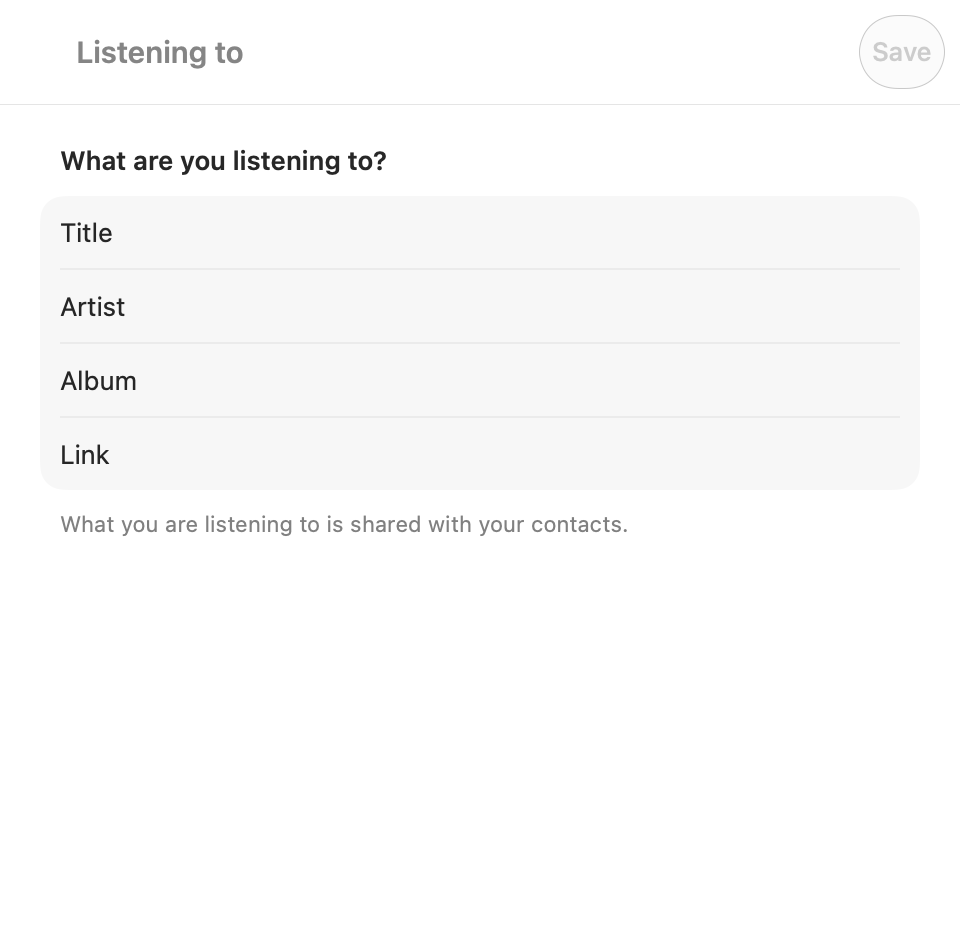 Listening to
Save
What are you listening to?
Title
Artist
Album
Link
What you are listening to is shared with your contacts.